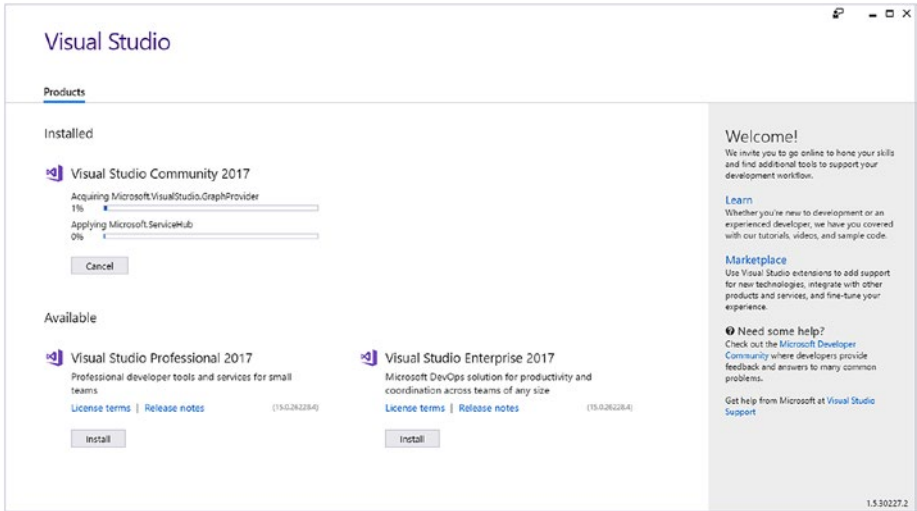 Visual Studio
Products
Installed
Visual Studio Community 2017
Acquiring Microsoft.VisualStudio.GraphProvider
1%
Applying Microsoft.ServiceHub
0%
Cancel
Available
Visual Studio Professional 2017
Professional developer tools and services for small
teams
License terms | Release notes (15.0.26228.4)
Install
Visual Studio Enterprise 2017
Microsoft DevOps solution for productivity and
coordination across teams of any size
License terms | Release notes (15.0.26228.4)
Install
Welcome!
We invite you to go online to hone your skills
and find additional tools to support your
development workflow.
Learn
Whether you're new to development or an
experienced developer, we have you covered
with our tutorials, videos, and sample code.
Marketplace
Use Visual Studio extensions to add support
for new technologies, integrate with other
products and services, and fine-tune your
experience.
Need some help?
Check out the Microsoft Developer
Community where developers provide
feedback and answers to many common
problems.
Get help from Microsoft at Visual Studio
Support
1.5.30227.2